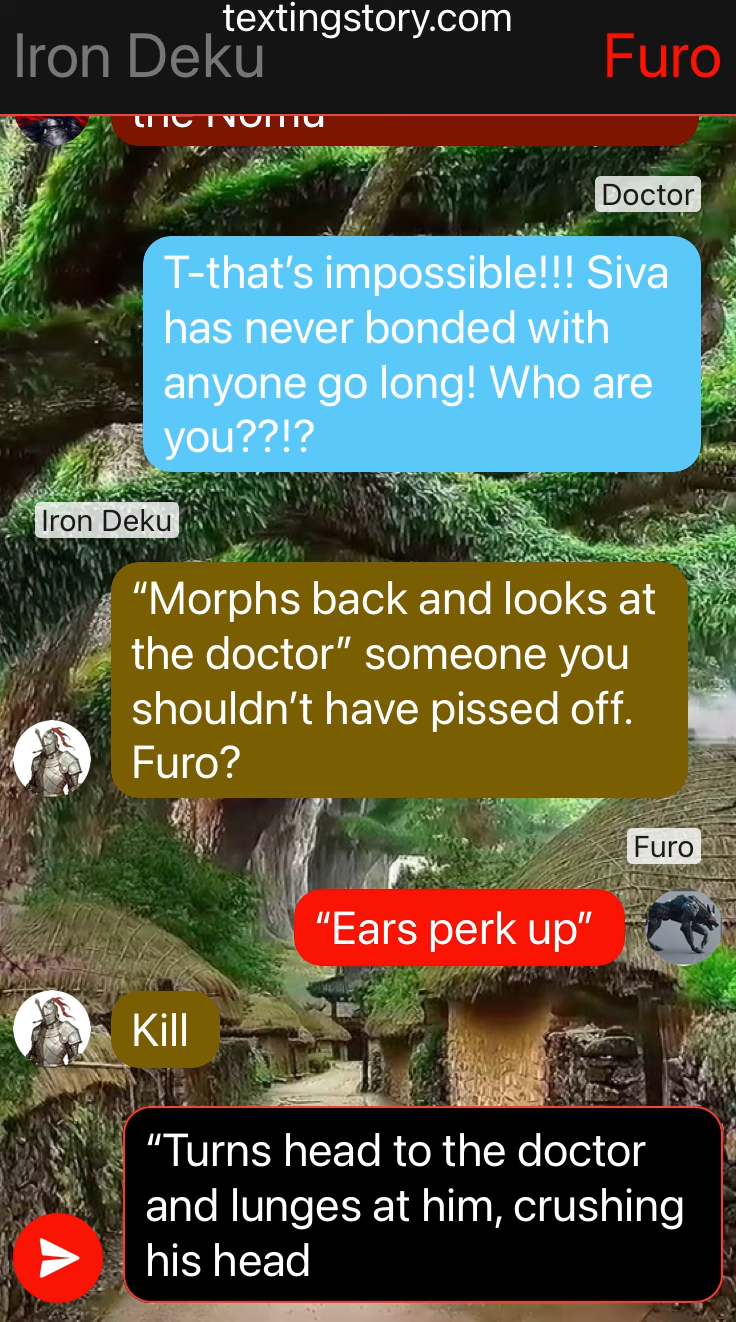 textingstory.com
Iron Deku
Furo
the Nomu
Doctor
T-that’s impossible!!! Siva
has never bonded with
anyone go long! Who are
you??!?
Iron Deku
“Morphs back and looks at
the doctor” someone you
shouldn’t have pissed off.
Furo?
Furo
“Ears perk up”
Kill
“Turns head to the doctor
and lunges at him, crushing
his head